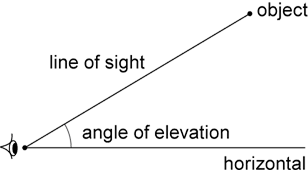 object
line of sight
angle of elevation
horizontal